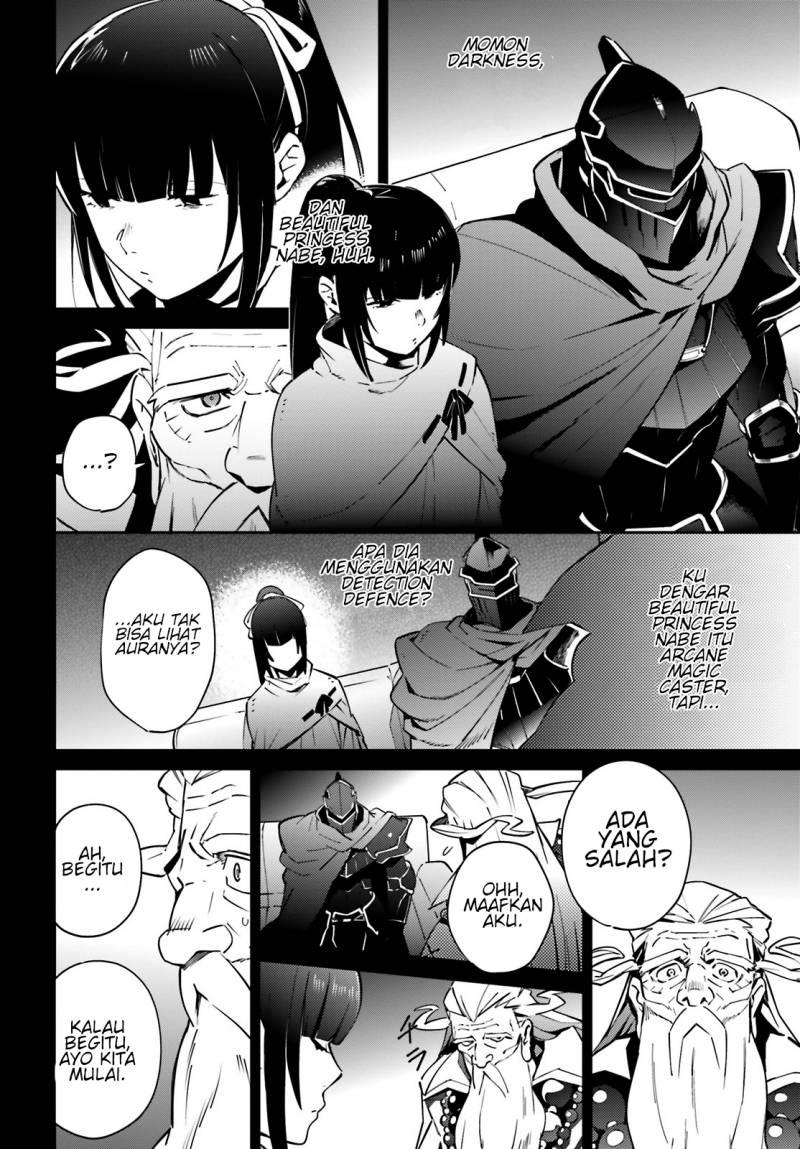 MOMON
DARKNESS,
DAN
BEAUTIFUL
PRINCESS
NABE, HUH.
...?
KU
DENGAR
BEAUTIFUL
PRINCESS
NABE ITU
ARCANE
MAGIC
CASTER,
TAPI...
APA DIA
MENGGUNAKAN
DETECTION
DEFENCE?
...AKU TAK
BISA LIHAT
AURANYA?
ADA
YANG
SALAH?
OHH,
MAAFKAN
AKU.
AH,
BEGITU
...
KALAU
BEGITU,
AYO KITA
MULAI.